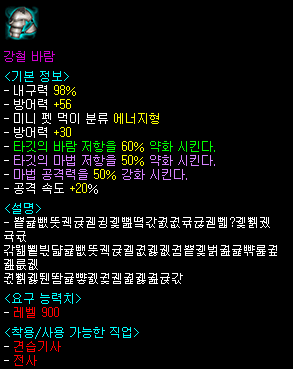 강철 바람
<기본 정보>
- 내구력 98%
- 방어력 +56
- 미니 펫 먹이 분류 에너지형
- 방어력 +30
- 타깃의 바람 저항을 60% 약화 시킨다.
- 타깃의 마법 저항을 50% 약화 시킨다.
- 마법 공격력을 50% 강화 시킨다.
- 공격 속도 +20%
<설명>
<요구 능력치>
- 레벨 900
<착용/사용 가능한 직업>
- 견습기사
- 전사